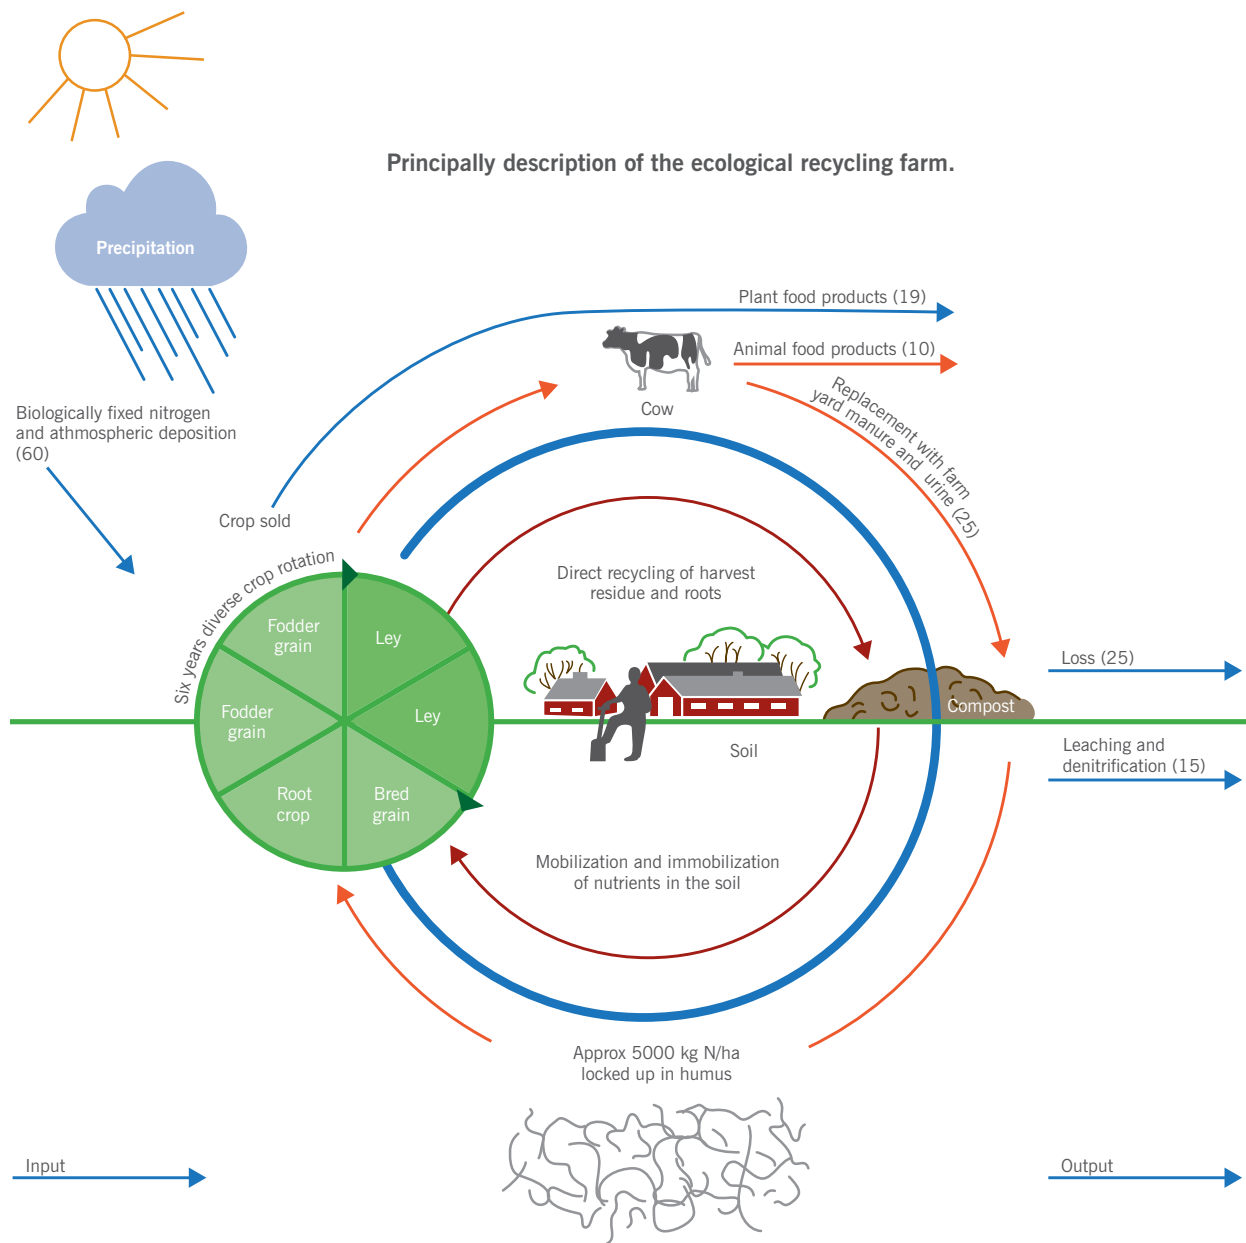 Principally description of the ecological recycling farm.
Precipitation
Plant food products (19)
Animal food products (10)
Replacement with farm
yard manure and urine (25)
Cow
Biologically fixed nitrogen
and athmospheric deposition
(60)
Crop sold
Six years diverse crop rotation
Direct recycling of harvest
residue and roots
Fodder
grain
Ley
Fodder
grain
Ley
Root
crop
Bred
grain
Soil
Compost
Loss (25)
Leaching and
denitrification (15)
Mobilization and immobilization
of nutrients in the soil
Approx 5000 kg N/ha
locked up in humus
Input
Output